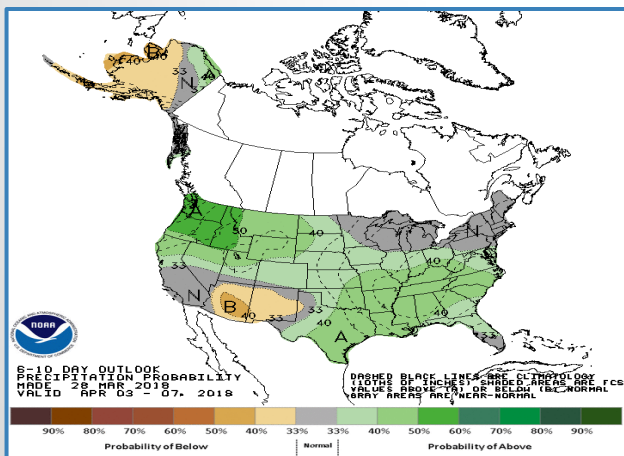 B
40
33
A
N
A
50
40
N
33
40
N
B
40
33
33
40
A
40
33
NOAA
6-10 DAY OUTLOOK
PRECIPITATION PROBABILITY
MADE 28 MAR 2018
VALID APR 03 - 07, 2018
DASHED BLACK LINES ARE CLIMATOLOGY
(10THS OF INCHES) SHADED AREAS ARE FCST
VALUES ABOVE (A) OR BELOW (B) NORMAL
GRAY AREAS ARE NEAR-NORMAL
90% 80% 70% 60% 50% 40% 33% 33% 40% 50% 60% 70% 80% 90%
Probability of Below Normal Probability of Above